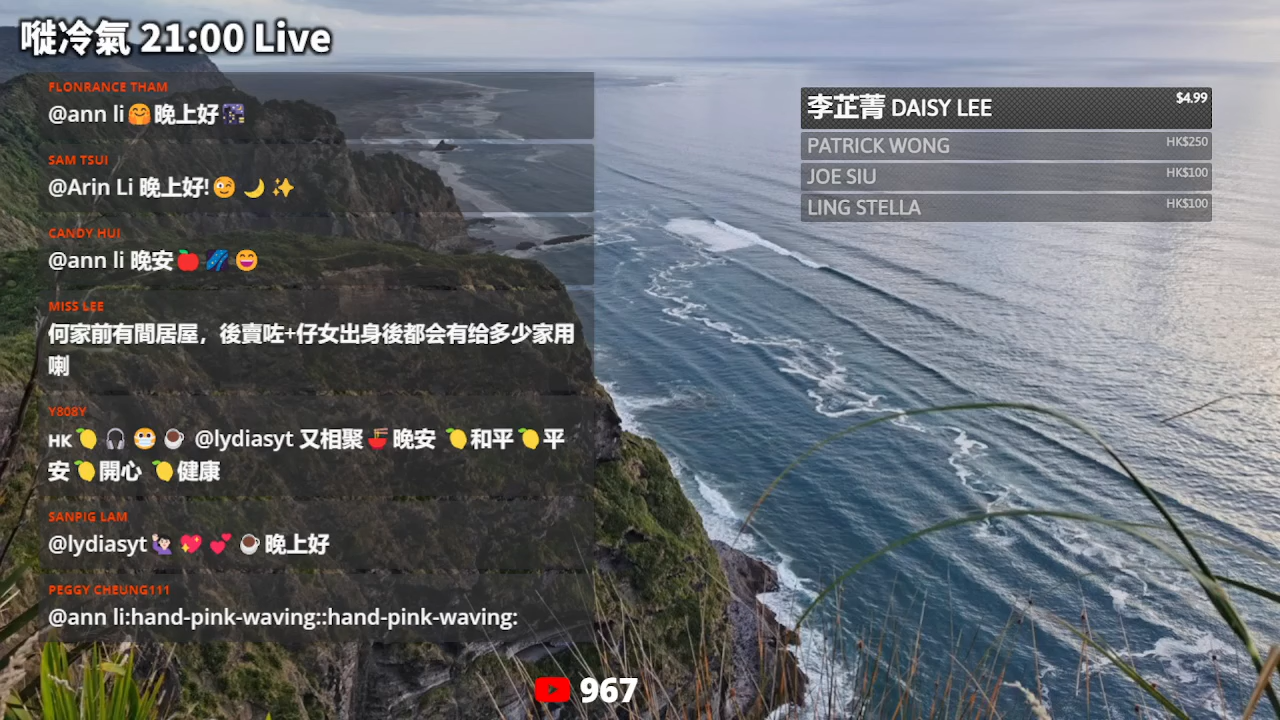 嘥冷氣 21:00 Live
FLONRANCE THAM
@ann li🤗晚上好🌌
SAM TSUI
@Arin Li 晚上好!😉🌙✨
CANDY HUI
@ann li 晚安🍎🌌😄
MISS LEE
何家前有間居屋，後賣咗+仔女出身後都会有给多少家用
喇
Y808Y
HK🍋🎧😷☕ @lydiasyt 又相聚🍜晚安 🍋和平🍋平
安🍋開心 🍋健康
SANPIG LAM
@lydiasyt🙋🏻‍♀️💖💕☕晚上好
PEGGY CHEUNG111
@ann li:hand-pink-waving::hand-pink-waving:
李芷菁 DAISY LEE $4.99
PATRICK WONG HK$250
JOE SIU HK$100
LING STELLA HK$100
967